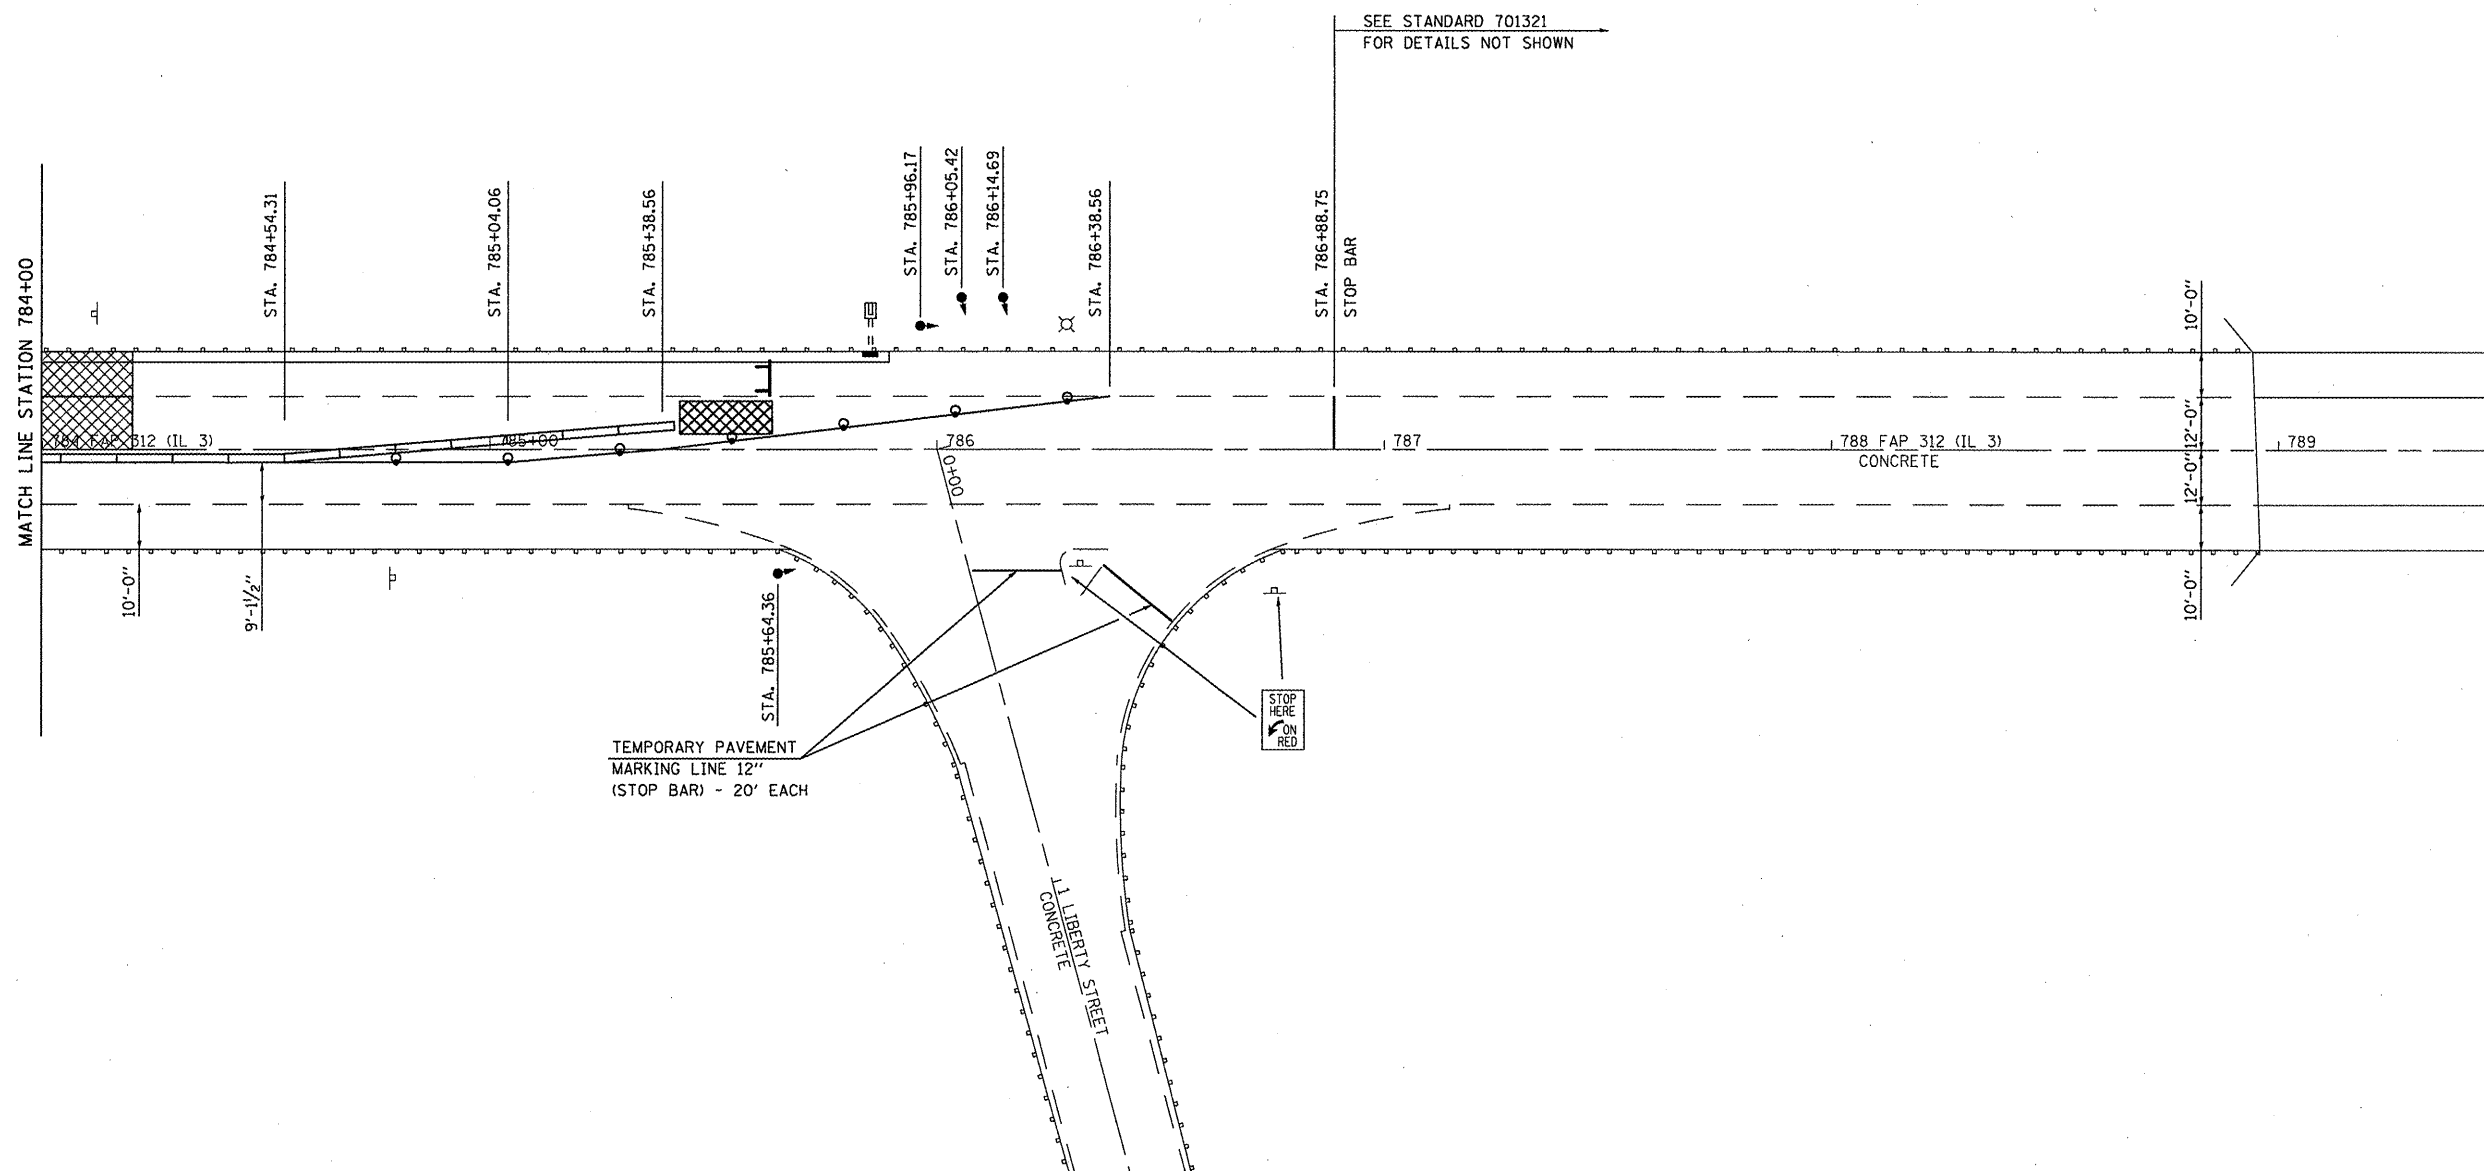 SEE STANDARD 701321
FOR DETAILS NOT SHOWN
MATCH LINE STATION 784+00
STA. 784+54.31
STA. 785+04.06
STA. 785+38.56
STA. 785+96.17
STA. 786+05.42
STA. 786+14.69
STA. 786+38.56
STA. 786+88.75
STOP BAR
10'-0"
12'-0"
12'-0"
10'-0"
784 FAP 312 (IL 3)
785+00
786
787
788 FAP 312 (IL 3)
CONCRETE
789
0+00
10'-0"
9'-1½"
STA. 785+64.36
STOP
HERE
ON
RED
TEMPORARY PAVEMENT
MARKING LINE 12"
(STOP BAR) - 20' EACH
1 LIBERTY STREET
CONCRETE